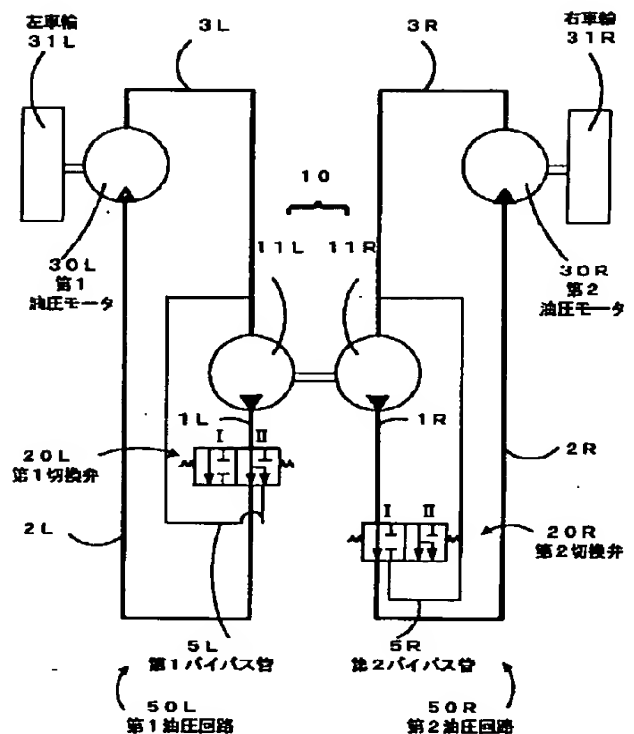 左車輪
31L
3L
3R
右車輪
31R
10
11L
11R
30L
第1
油圧モータ
30R
第2
油圧モータ
1L
1R
I
II
20L
第1切換弁
2R
I
II
20R
第2切換弁
2L
5L
第1バイパス管
5R
第2バイパス管
50L
第1油圧回路
50R
第2油圧回路